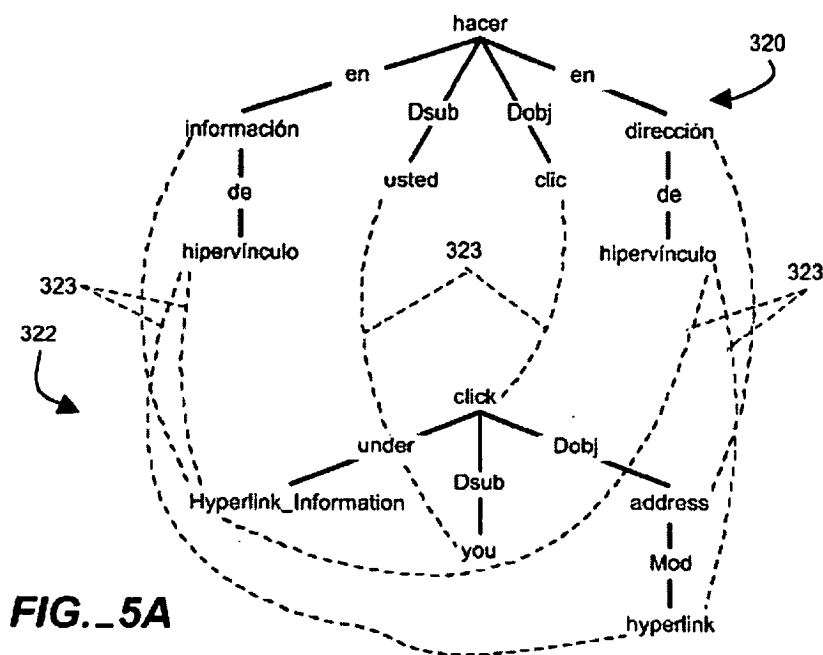 hacer
320
en
en
Dsub
Dobj
información
dirección
usted
clic
de
de
hipervínculo
323
hipervínculo
323
323
322
click
under
Dobj
Dsub
Hyperlink_Information
address
you
Mod
FIG._5A
hyperlink